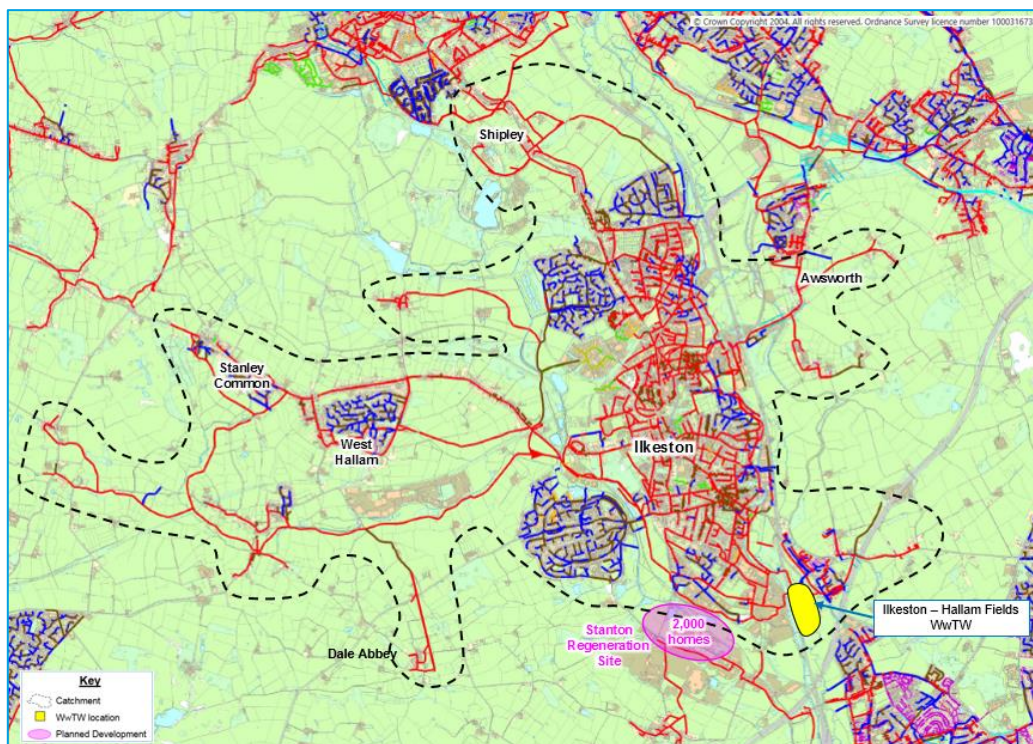 © Crown Copyright 2004. All rights reserved. Ordnance Survey licence number 100031673
Shipley
Awsworth
Stanley
Common
West
Hallam
Ilkeston
Ilkeston – Hallam Fields
WwTW
2,000
homes
Stanton
Regeneration
Site
Dale Abbey
Key
Catchment
WwTW location
Planned Development